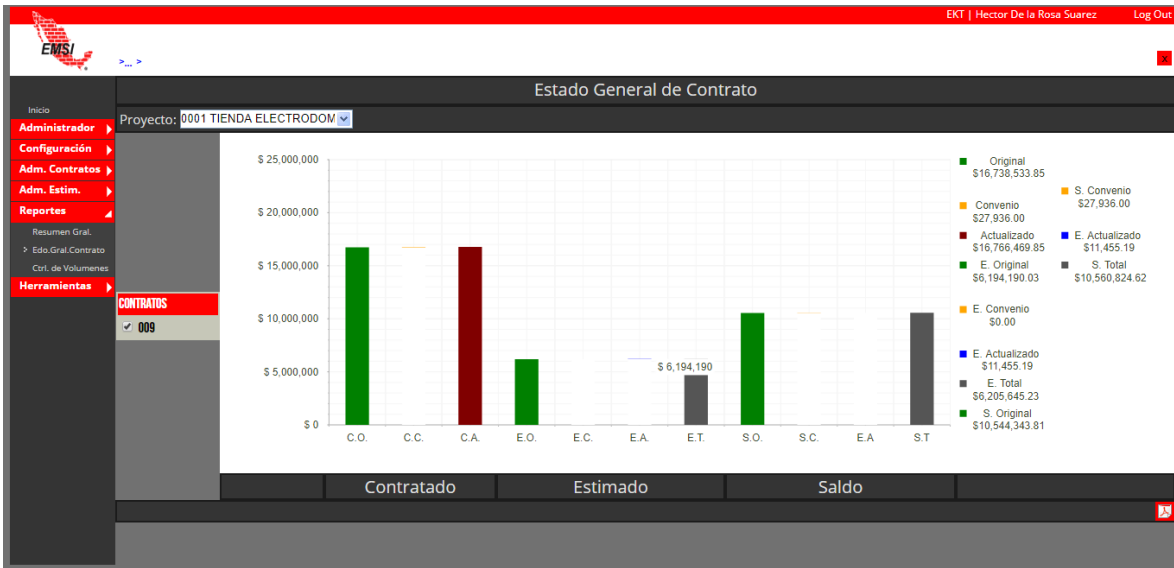 EKT | Hector De la Rosa Suarez Log Out
EMSI
>... >
x
Estado General de Contrato
Inicio
Administrador
Configuración
Adm. Contratos
Adm. Estim.
Reportes
Resumen Gral.
> Edo.Gral.Contrato
Ctrl. de Volumenes
Herramientas
Proyecto: 0001 TIENDA ELECTRODOM
CONTRATOS
009
$ 25,000,000
$ 20,000,000
$ 15,000,000
$ 10,000,000
$ 5,000,000
$ 0
$ 6,194,190
C.O. C.C. C.A. E.O. E.C. E.A. E.T. S.O. S.C. E.A S.T
Original
$16,738,533.85
Convenio
$27,936.00
Actualizado
$16,766,469.85
E. Original
$6,194,190.03
E. Convenio
$0.00
E. Actualizado
$11,455.19
E. Total
$6,205,645.23
S. Original
$10,544,343.81
S. Convenio
$27,936.00
E. Actualizado
$11,455.19
S. Total
$10,560,824.62
Contratado Estimado Saldo